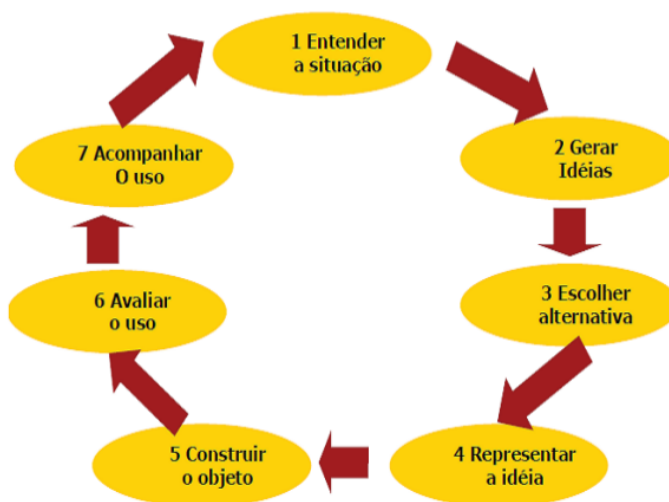 1 Entender
a situação
2 Gerar
Idéias
3 Escolher
alternativa
4 Representar
a idéia
5 Construir
o objeto
6 Avaliar
o uso
7 Acompanhar
O uso